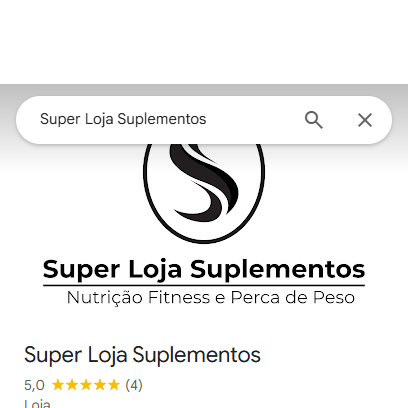 Super Loja Suplementos
Super Loja Suplementos
Nutrição Fitness e Perca de Peso
Super Loja Suplementos
5,0 (4)
Loja